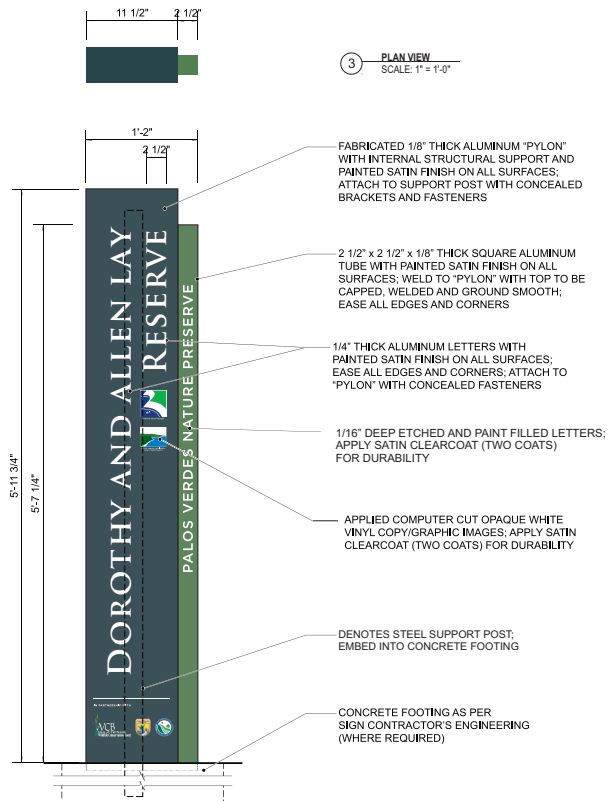 11 1/2"
2 1/2"
3
PLAN VIEW
SCALE: 1" = 1'-0"
1'-2"
2 1/2"
5'-11 3/4"
5'-7 1/4"
DOROTHY AND ALLEN LAY
RESERVE
PALOS VERDES NATURE PRESERVE
WCB
FABRICATED 1/8" THICK ALUMINUM “PYLON”
WITH INTERNAL STRUCTURAL SUPPORT AND
PAINTED SATIN FINISH ON ALL SURFACES;
ATTACH TO SUPPORT POST WITH CONCEALED
BRACKETS AND FASTENERS
2 1/2" x 2 1/2" x 1/8" THICK SQUARE ALUMINUM
TUBE WITH PAINTED SATIN FINISH ON ALL
SURFACES; WELD TO “PYLON” WITH TOP TO BE
CAPPED, WELDED AND GROUND SMOOTH;
EASE ALL EDGES AND CORNERS
1/4" THICK ALUMINUM LETTERS WITH
PAINTED SATIN FINISH ON ALL SURFACES;
EASE ALL EDGES AND CORNERS; ATTACH TO
“PYLON” WITH CONCEALED FASTENERS
1/16" DEEP ETCHED AND PAINT FILLED LETTERS;
APPLY SATIN CLEARCOAT (TWO COATS)
FOR DURABILITY
APPLIED COMPUTER CUT OPAQUE WHITE
VINYL COPY/GRAPHIC IMAGES; APPLY SATIN
CLEARCOAT (TWO COATS) FOR DURABILITY
DENOTES STEEL SUPPORT POST;
EMBED INTO CONCRETE FOOTING
CONCRETE FOOTING AS PER
SIGN CONTRACTOR'S ENGINEERING
(WHERE REQUIRED)